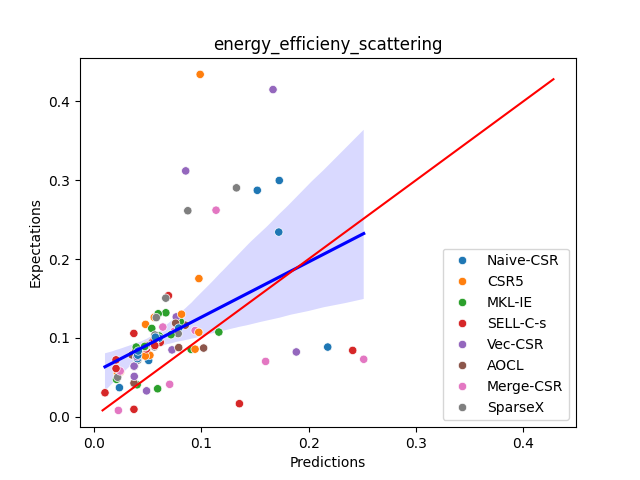 energy_efficieny_scattering
Expectations
0.4
0.3
0.2
0.1
0.0
0.0 0.1 0.2 0.3 0.4
Predictions
Naive-CSR
CSR5
MKL-IE
SELL-C-s
Vec-CSR
AOCL
Merge-CSR
SparseX